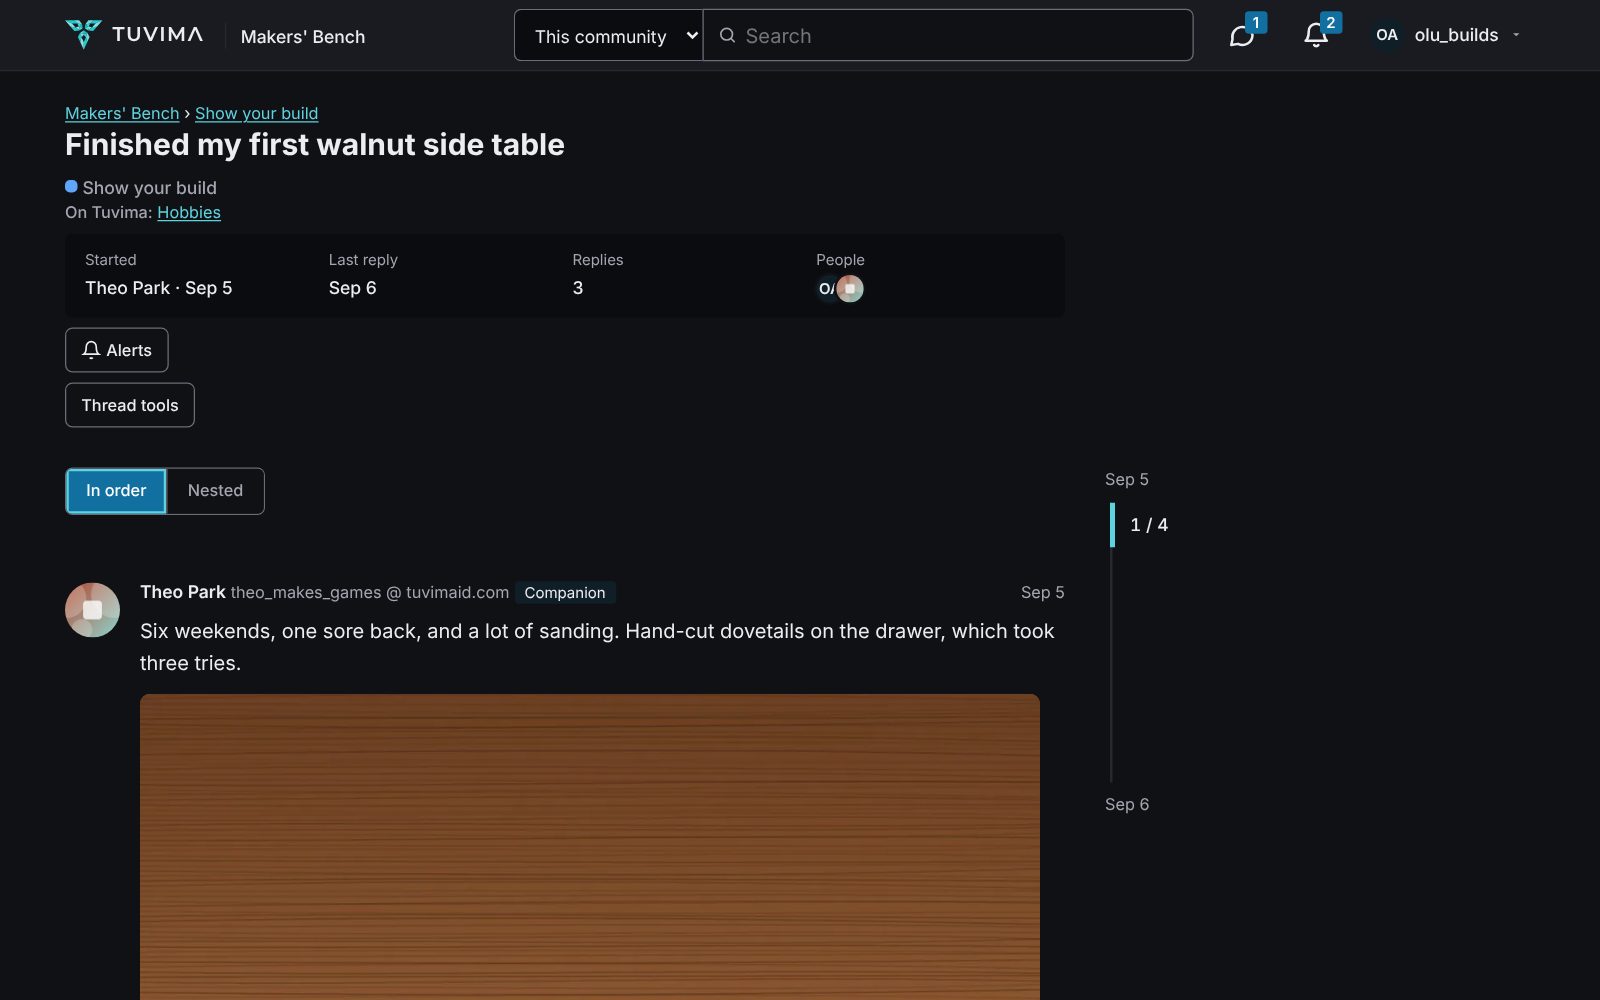 TUVIMA
Makers' Bench
This community
Search
1
2
OA
olu_builds
Makers' Bench › Show your build
Finished my first walnut side table
Show your build
On Tuvima: Hobbies
Started
Last reply
Replies
People
Theo Park · Sep 5
Sep 6
3
Alerts
Thread tools
In order
Nested
Sep 5
1 / 4
Sep 6
Theo Park theo_makes_games @ tuvimaid.com Companion
Sep 5
Six weekends, one sore back, and a lot of sanding. Hand-cut dovetails on the drawer, which took
three tries.